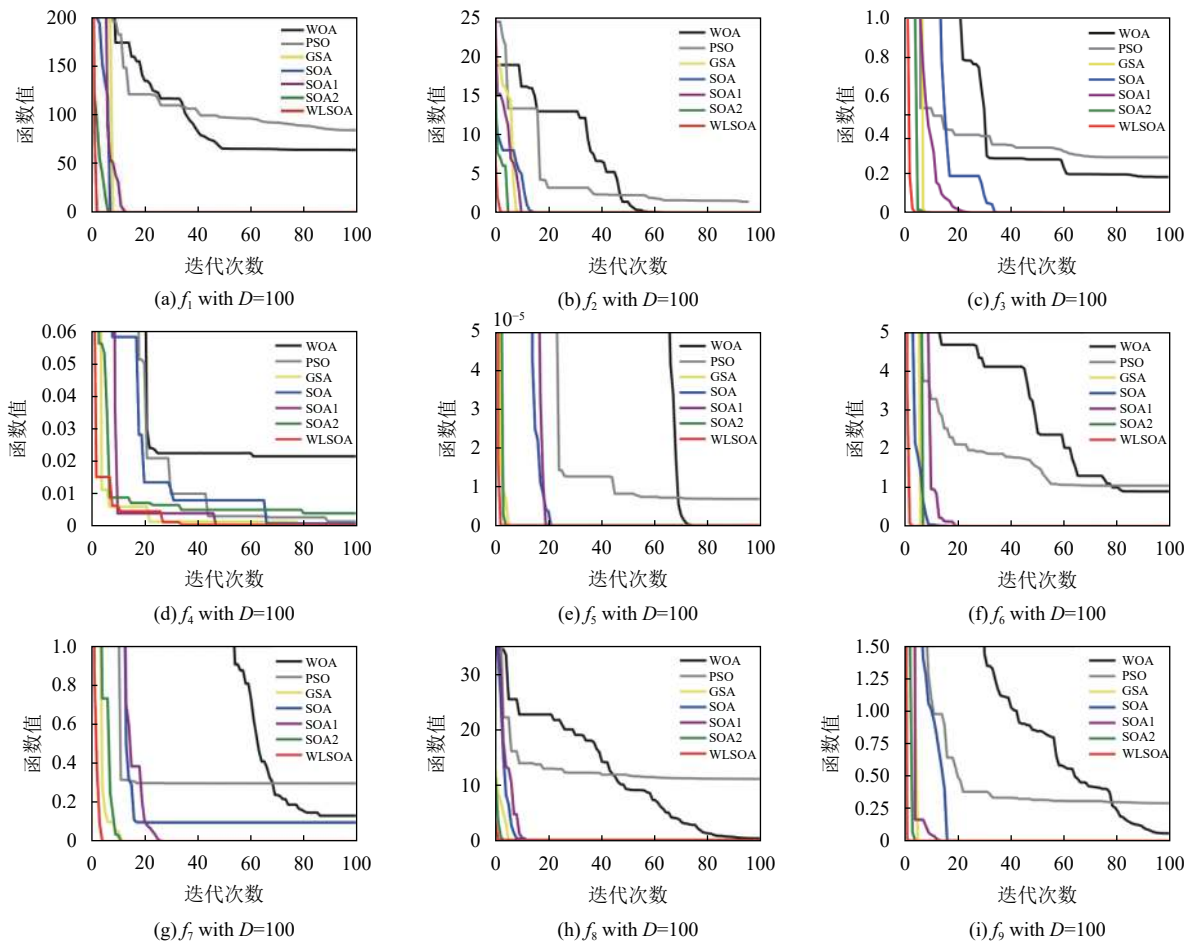 200
150
100
50
0
函数值
WOA
PSO
GSA
SOA
SOA1
SOA2
WLSOA
0 20 40 60 80 100
迭代次数
(a) f1 with D=100
25
20
15
10
5
0
函数值
WOA
PSO
GSA
SOA
SOA1
SOA2
WLSOA
0 20 40 60 80 100
迭代次数
(b) f2 with D=100
1.0
0.8
0.6
0.4
0.2
0
函数值
WOA
PSO
GSA
SOA
SOA1
SOA2
WLSOA
0 20 40 60 80 100
迭代次数
(c) f3 with D=100
0.06
0.05
0.04
0.03
0.02
0.01
0
函数值
WOA
PSO
GSA
SOA
SOA1
SOA2
WLSOA
0 20 40 60 80 100
迭代次数
(d) f4 with D=100
10⁻⁵
5
4
3
2
1
0
函数值
WOA
PSO
GSA
SOA
SOA1
SOA2
WLSOA
0 20 40 60 80 100
迭代次数
(e) f5 with D=100
5
4
3
2
1
0
函数值
WOA
PSO
GSA
SOA
SOA1
SOA2
WLSOA
0 20 40 60 80 100
迭代次数
(f) f6 with D=100
1.0
0.8
0.6
0.4
0.2
0
函数值
WOA
PSO
GSA
SOA
SOA1
SOA2
WLSOA
0 20 40 60 80 100
迭代次数
(g) f7 with D=100
30
20
10
0
函数值
WOA
PSO
GSA
SOA
SOA1
SOA2
WLSOA
0 20 40 60 80 100
迭代次数
(h) f8 with D=100
1.50
1.25
1.00
0.75
0.50
0.25
0
函数值
WOA
PSO
GSA
SOA
SOA1
SOA2
WLSOA
0 20 40 60 80 100
迭代次数
(i) f9 with D=100